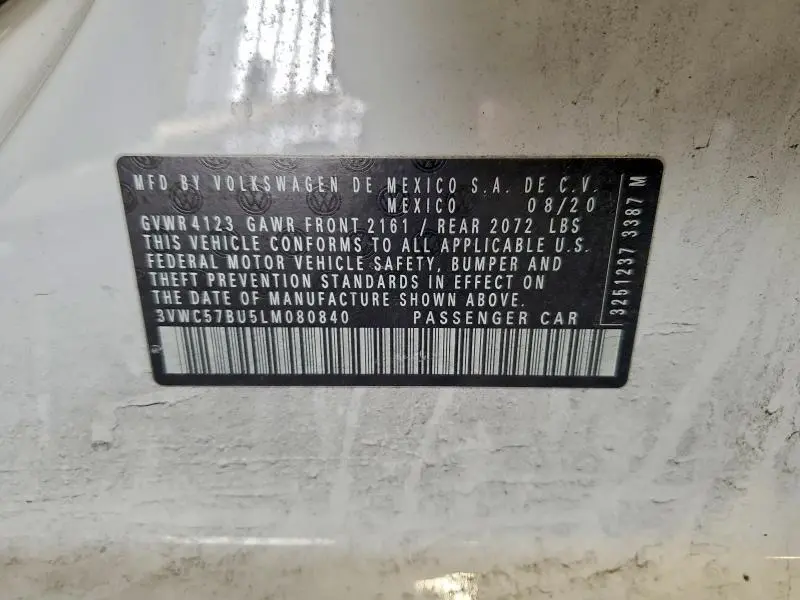 MFD BY VOLKSWAGEN DE MEXICO S.A. DE C.V.
MEXICO 08/20
GVWR 4123 GAWR FRONT 2161 / REAR 2072 LBS
THIS VEHICLE CONFORMS TO ALL APPLICABLE U.S.
FEDERAL MOTOR VEHICLE SAFETY, BUMPER AND
THEFT PREVENTION STANDARDS IN EFFECT ON
THE DATE OF MANUFACTURE SHOWN ABOVE.
3VWC57BU5LM080840 PASSENGER CAR
3251237 3387 M